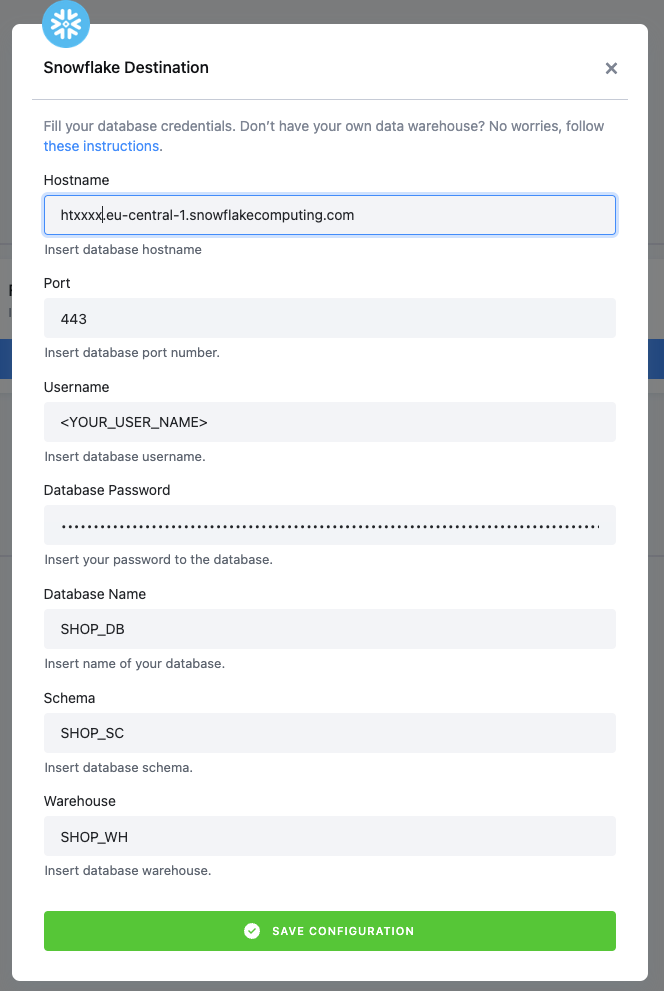 Snowflake Destination
Fill your database credentials. Don’t have your own data warehouse? No worries, follow
these instructions.
Hostname
htxxxx.eu-central-1.snowflakecomputing.com
Insert database hostname
Port
443
Insert database port number.
Username
<YOUR_USER_NAME>
Insert database username.
Database Password
Insert your password to the database.
Database Name
SHOP_DB
Insert name of your database.
Schema
SHOP_SC
Insert database schema.
Warehouse
SHOP_WH
Insert database warehouse.
SAVE CONFIGURATION